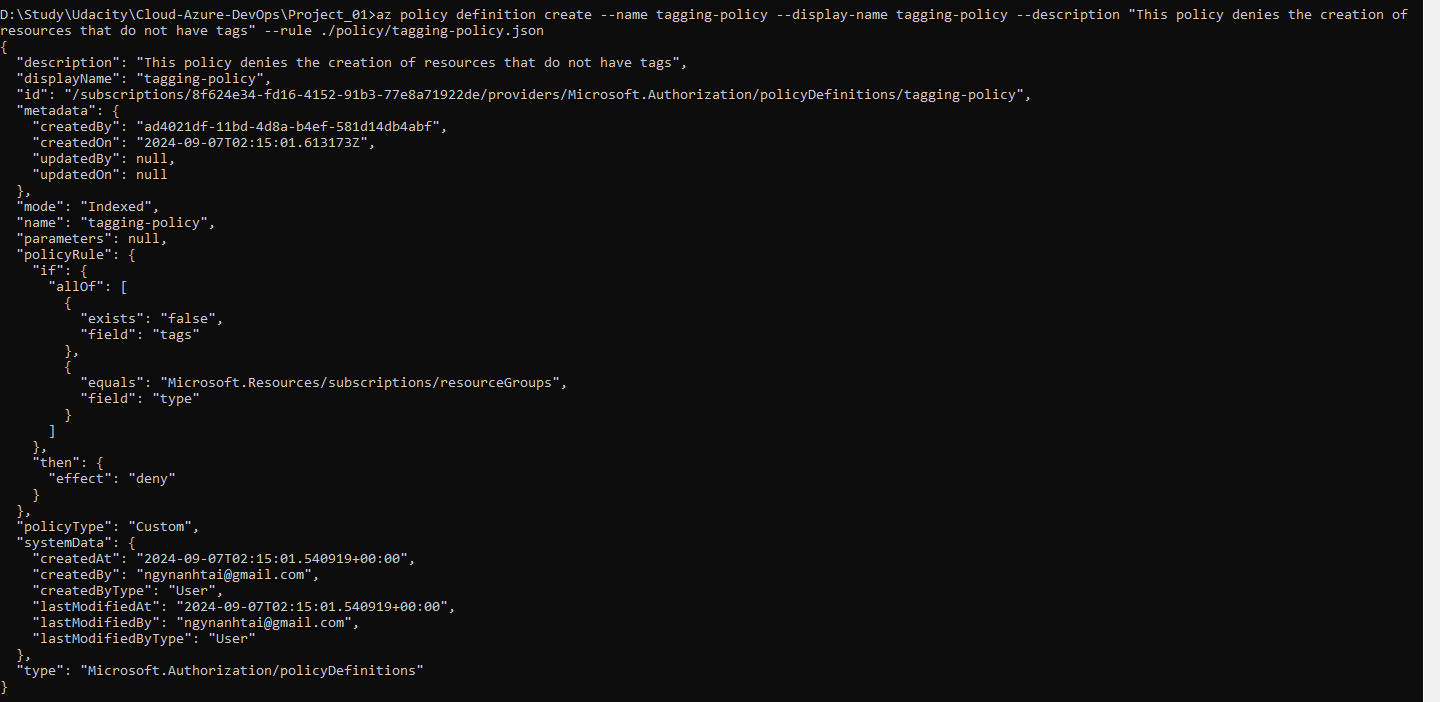 D:\Study\Udacity\Cloud-Azure-DevOps\Project_01>az policy definition create --name tagging-policy --display-name tagging-policy --description "This policy denies the creation of
resources that do not have tags" --rule ./policy/tagging-policy.json
{
  "description": "This policy denies the creation of resources that do not have tags",
  "displayName": "tagging-policy",
  "id": "/subscriptions/8f624e34-fd16-4152-91b3-77e8a71922de/providers/Microsoft.Authorization/policyDefinitions/tagging-policy",
  "metadata": {
    "createdBy": "ad4021df-11bd-4d8a-b4ef-581d14db4abf",
    "createdOn": "2024-09-07T02:15:01.613173Z",
    "updatedBy": null,
    "updatedOn": null
  },
  "mode": "Indexed",
  "name": "tagging-policy",
  "parameters": null,
  "policyRule": {
    "if": {
      "allOf": [
        {
          "exists": "false",
          "field": "tags"
        },
        {
          "equals": "Microsoft.Resources/subscriptions/resourceGroups",
          "field": "type"
        }
      ]
    },
    "then": {
      "effect": "deny"
    }
  },
  "policyType": "Custom",
  "systemData": {
    "createdAt": "2024-09-07T02:15:01.540919+00:00",
    "createdBy": "ngynanhtai@gmail.com",
    "createdByType": "User",
    "lastModifiedAt": "2024-09-07T02:15:01.540919+00:00",
    "lastModifiedBy": "ngynanhtai@gmail.com",
    "lastModifiedByType": "User"
  },
  "type": "Microsoft.Authorization/policyDefinitions"
}